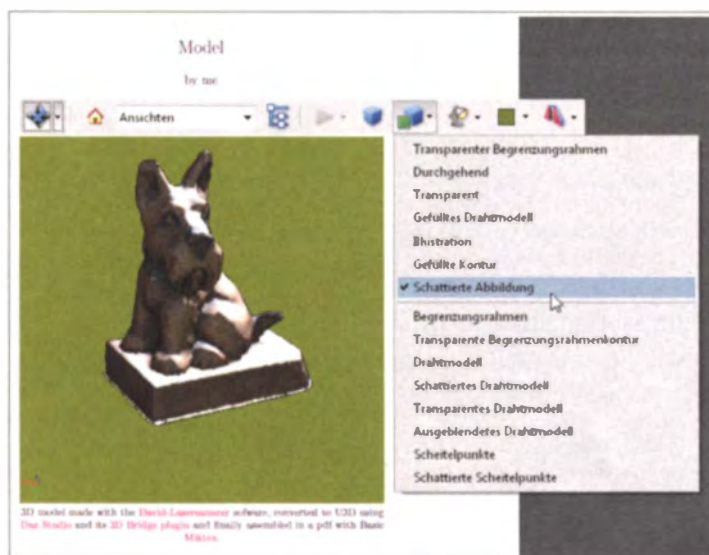 Model
by me
Ansichten
Transparenter Begrenzungsrahmen
Durchgehend
Transparent
Gefülltes Drahtmodell
Illustration
Gefüllte Kontur
Schattierte Abbildung
Begrenzungsrahmen
Transparente Begrenzungsrahmenkontur
Drahtmodell
Schattiertes Drahtmodell
Transparentes Drahtmodell
Ausgeblendetes Drahtmodell
Scheitelpunkte
Schattierte Scheitelpunkte
3D model made with the David-Laserscanner software, converted to U3D using
Daz Studio and its 3D Bridge plugin and finally assembled in a pdf with Basic
Miktex.